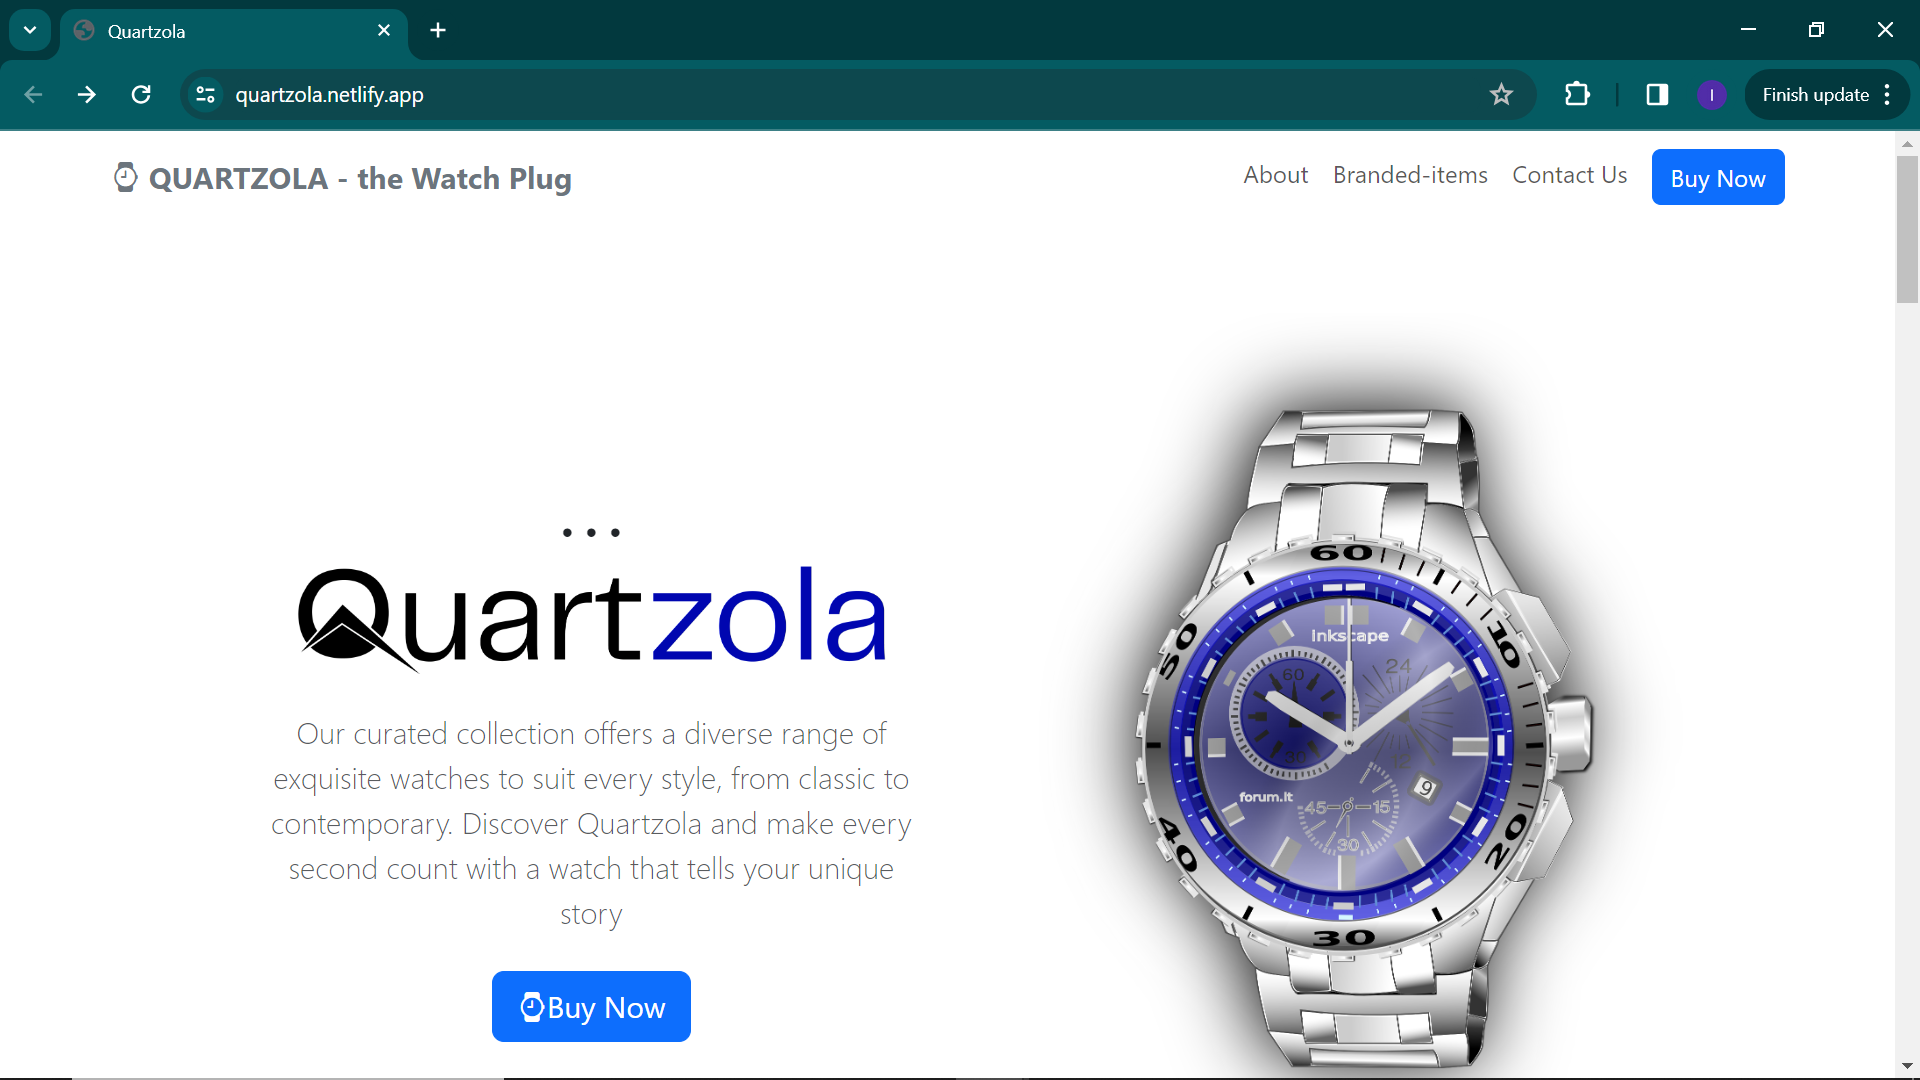 Quartzola
quartzola.netlify.app
I
Finish update
QUARTZOLA - the Watch Plug
About Branded-items Contact Us Buy Now
...
Quartzola
Our curated collection offers a diverse range of
exquisite watches to suit every style, from classic to
contemporary. Discover Quartzola and make every
second count with a watch that tells your unique
story
Buy Now
60
10
20
30
40
50
Inkscape
60
30
24
12
9
forum.it
45 15
30